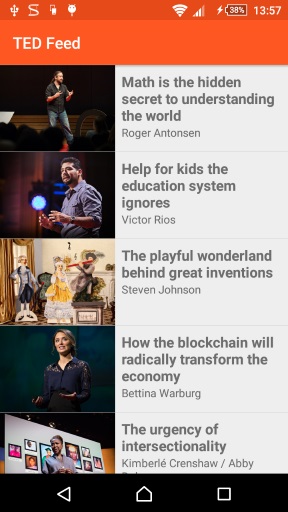 38% 13:57
TED Feed
Math is the hidden
secret to understanding
the world
Roger Antonsen
Help for kids the
education system
ignores
Victor Rios
The playful wonderland
behind great inventions
Steven Johnson
How the blockchain will
radically transform the
economy
Bettina Warburg
The urgency of
intersectionality
Kimberlé Crenshaw / Abby